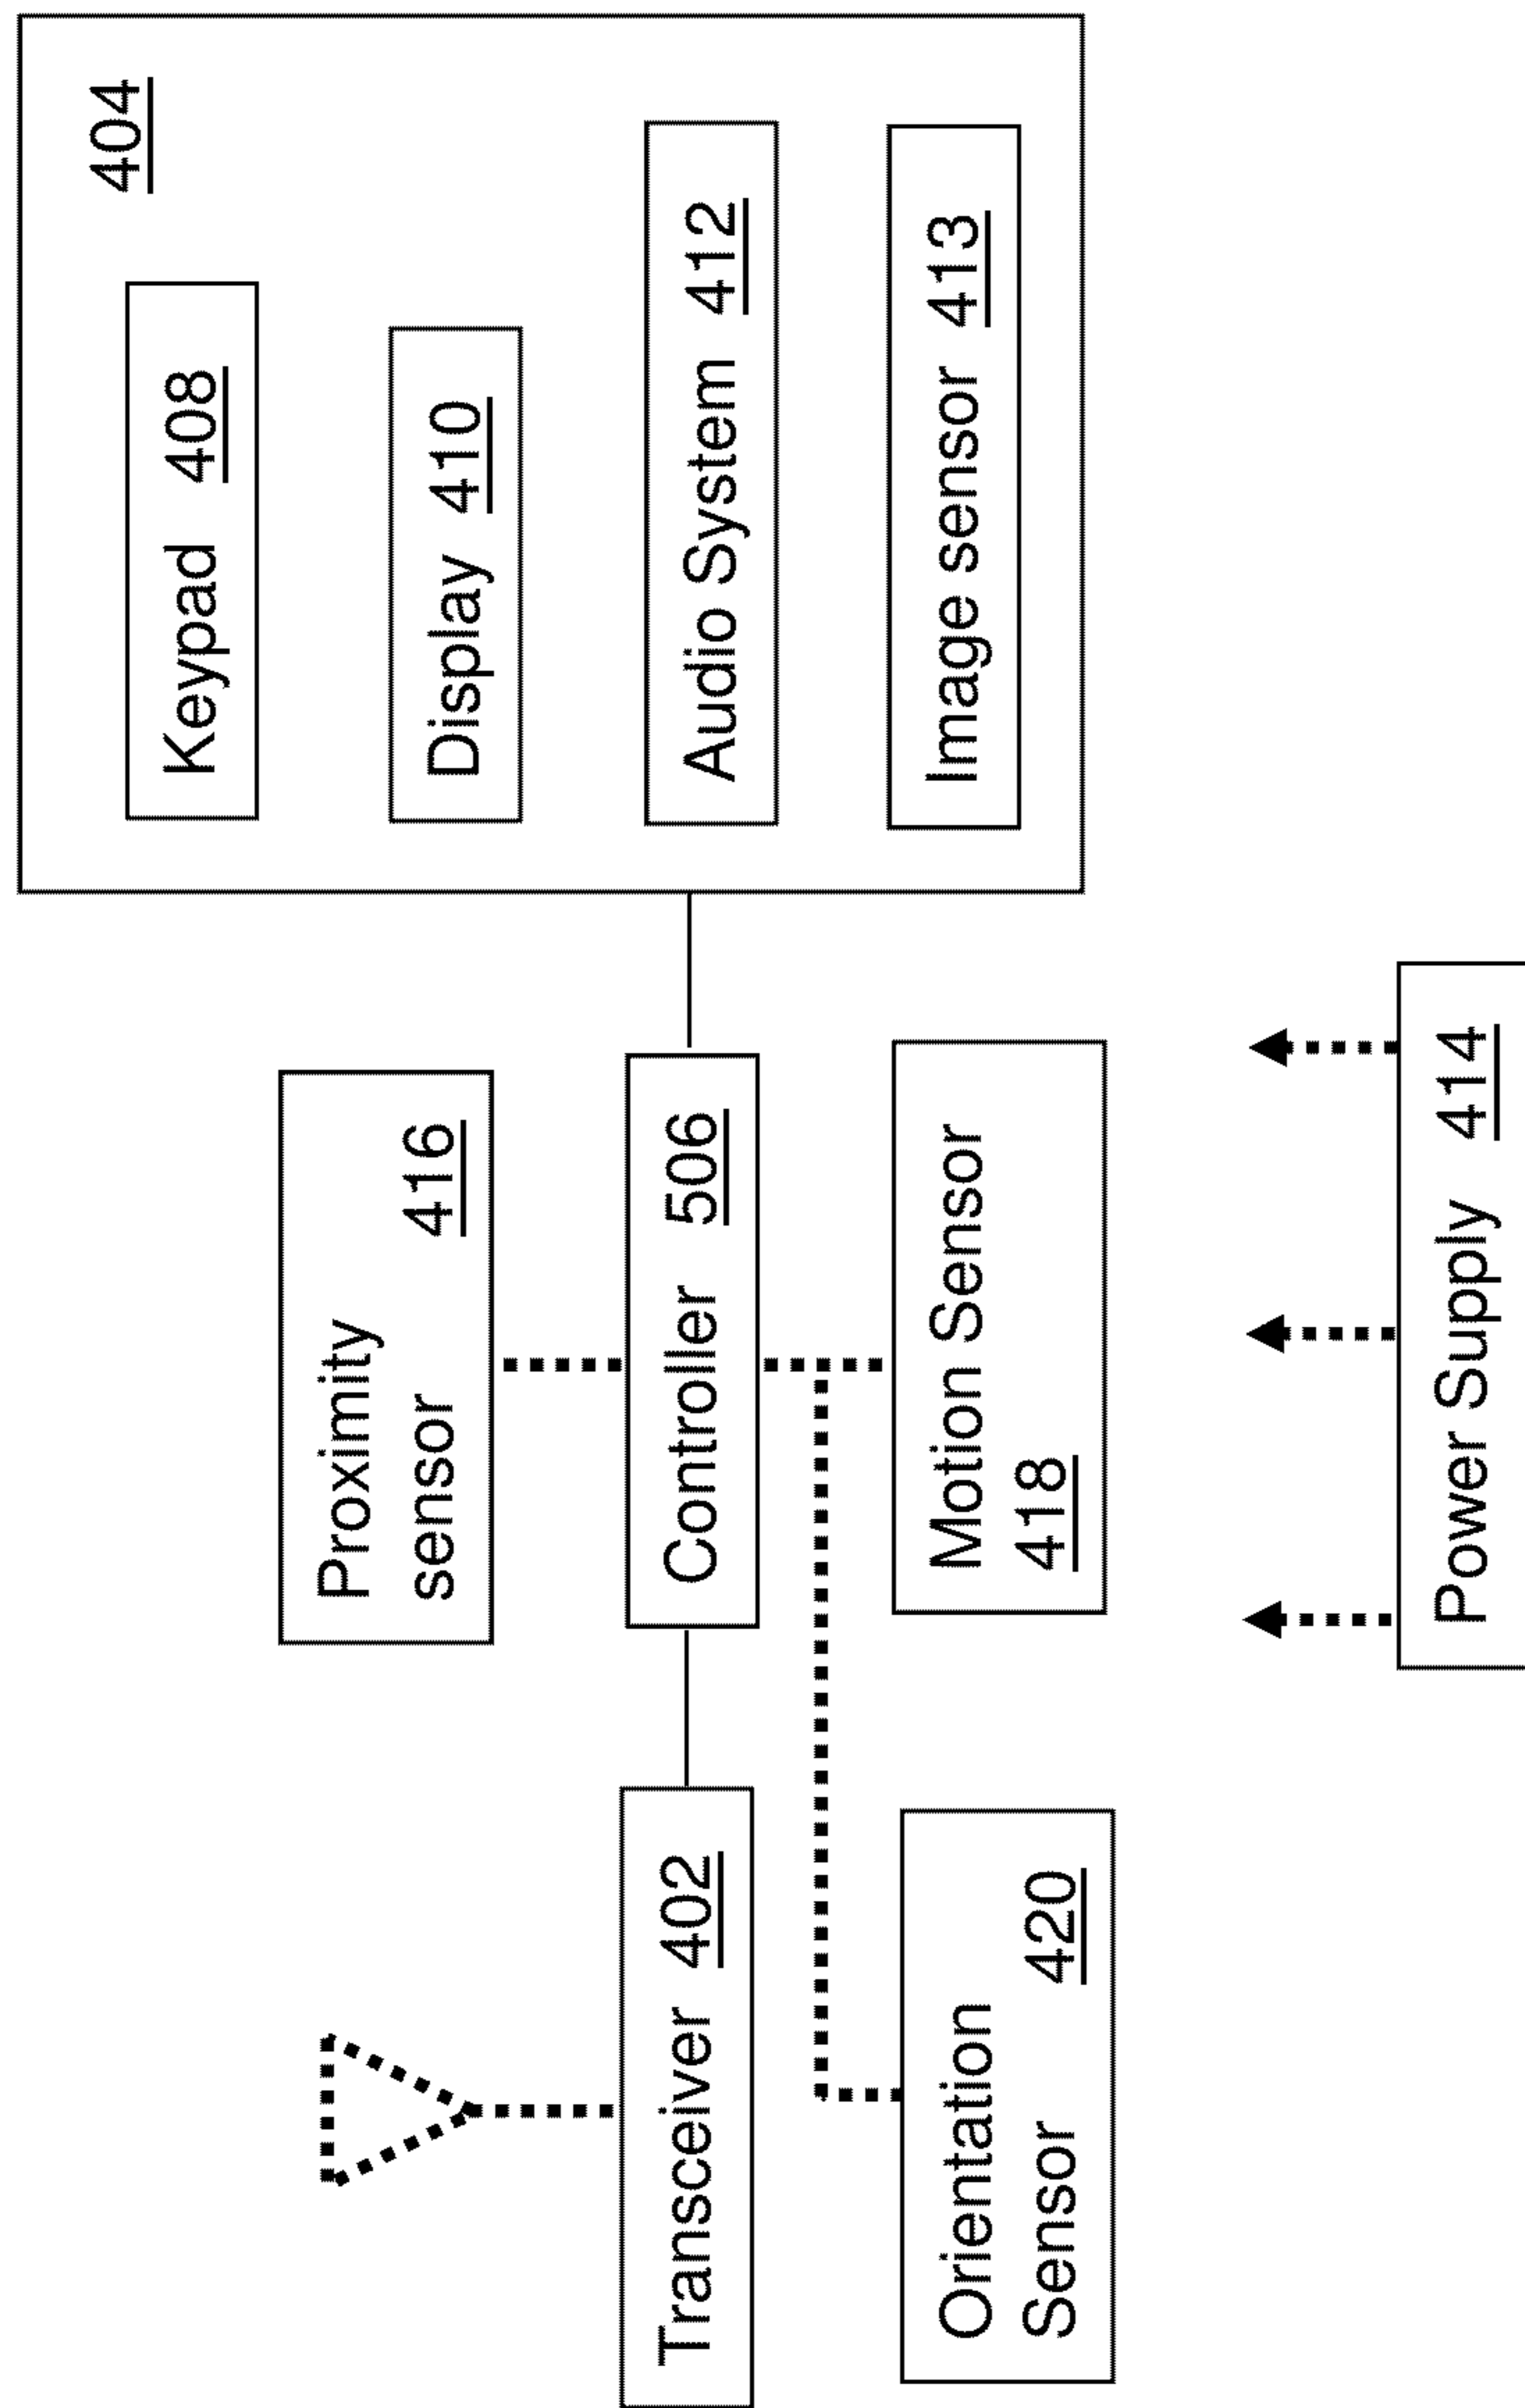 404
Keypad 408
Display 410
Audio System 412
Image sensor 413
Proximity
sensor 416
Controller 506
Motion Sensor
418
Transceiver 402
Orientation
Sensor 420
Power Supply 414